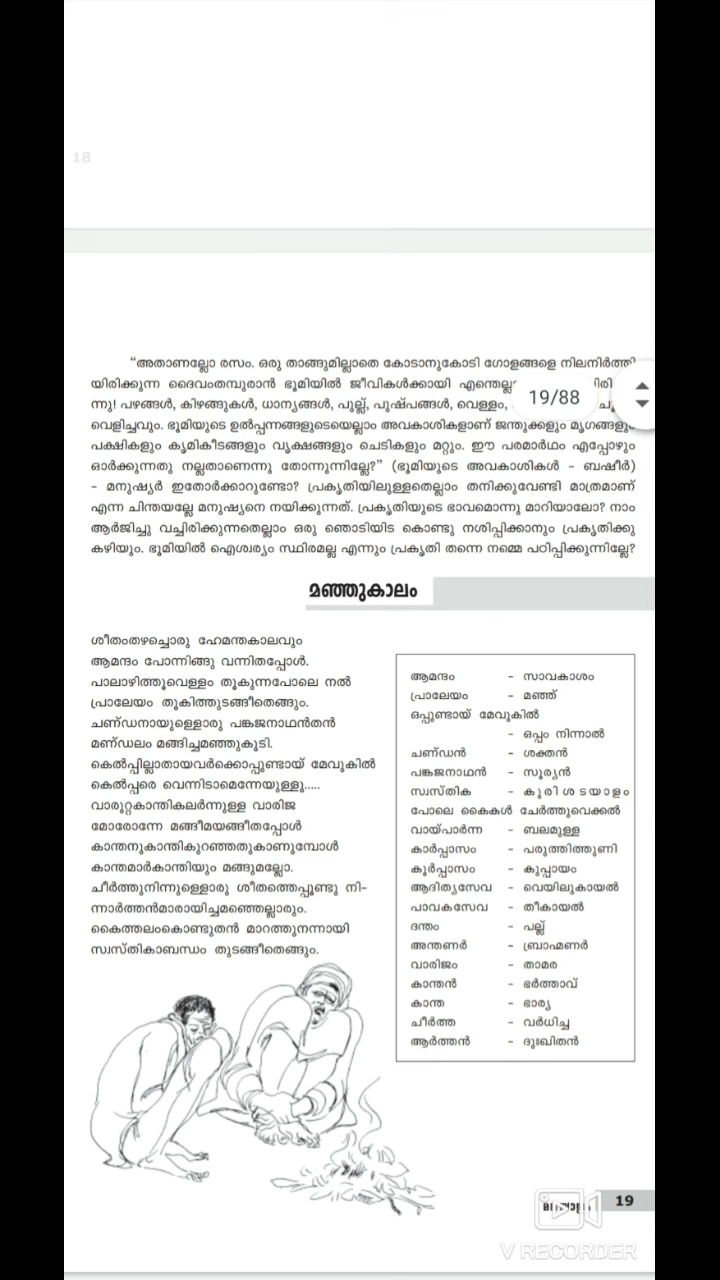 18
“അതാണല്ലോ രസം. ഒരു താങ്ങുമില്ലാതെ കോടാനുകോടി ഗോളങ്ങളെ നിലനിർത്തി
യിരിക്കുന്ന ദൈവംതമ്പുരാൻ ഭൂമിയിൽ ജീവികൾക്കായി
ന്നു! പഴങ്ങൾ, കിഴങ്ങുകൾ, ധാന്യങ്ങൾ, പുല്ല്, പുഷ്പങ്ങൾ, വെള്ളം,
19/88
വെളിച്ചവും. ഭൂമിയുടെ ഉൽപ്പന്നങ്ങളുടെയെല്ലാം അവകാശികളാണ് ജന്തുക്കളും മൃഗങ്ങളും
പക്ഷികളും കൃമികീടങ്ങളും വൃക്ഷങ്ങളും ചെടികളും മറ്റും. ഈ പരമാർഥം എപ്പോഴും
ഓർക്കുന്നതു നല്ലതാണെന്നു തോന്നുന്നില്ലേ?” (ഭൂമിയുടെ അവകാശികൾ – ബഷീർ)
– മനുഷ്യർ ഇതോർക്കാറുണ്ടോ? പ്രകൃതിയിലുള്ളതെല്ലാം തനിക്കുവേണ്ടി മാത്രമാണ്
എന്ന ചിന്തയല്ലേ മനുഷ്യനെ നയിക്കുന്നത്. പ്രകൃതിയുടെ ഭാവമൊന്നു മാറിയാലോ? നാം
ആർജിച്ചു വച്ചിരിക്കുന്നതെല്ലാം ഒരു ഞൊടിയിട കൊണ്ടു നശിപ്പിക്കാനും പ്രകൃതിക്കു
കഴിയും. ഭൂമിയിൽ ഐശ്വര്യം സ്ഥിരമല്ല എന്നും പ്രകൃതി തന്നെ നമ്മെ പഠിപ്പിക്കുന്നില്ലേ?
മഞ്ഞുകാലം
ശീതംതഴച്ചൊരു ഹേമന്തകാലവും
ആമന്ദം പോന്നിങ്ങു വന്നിതപ്പോൾ.
പാലാഴിത്തൂവെള്ളം തൂകുന്നപോലെ നൽ
പ്രാലേയം തൂകിത്തുടങ്ങീതെങ്ങും.
ചണ്ഡനായുള്ളൊരു പങ്കജനാഥൻതൻ
മണ്ഡലം മങ്ങിച്ചമഞ്ഞുകൂടി.
കെൽപ്പില്ലാതായവർക്കൊപ്പുണ്ടായ് മേവുകിൽ
കെൽപ്പരെ വെന്നിടാമെന്നേയുള്ളൂ.....
വാരുറ്റകാന്തികലർന്നുള്ള വാരിജ
മോരോന്നേ മങ്ങീമയങ്ങീതപ്പോൾ
കാന്തനുകാന്തികുറഞ്ഞതുകാണുമ്പോൾ
കാന്തമാർകാന്തിയും മങ്ങുമല്ലോ.
ചീർത്തുനിന്നുള്ളൊരു ശീതത്തെപ്പൂണ്ടു നി–
ന്നാർത്തൻമാരായിച്ചമഞ്ഞെല്ലാരും.
കൈത്തലംകൊണ്ടുതൻ മാറത്തുനന്നായി
സ്വസ്തികാബന്ധം തുടങ്ങീതെങ്ങും.
ആമന്ദം – സാവകാശം
പ്രാലേയം – മഞ്ഞ്
ഒപ്പുണ്ടായ് മേവുകിൽ
– ഒപ്പം നിന്നാൽ
ചണ്ഡൻ – ശക്തൻ
പങ്കജനാഥൻ – സൂര്യൻ
സ്വസ്തിക – കുരിശടയാളം
പോലെ കൈകൾ ചേർത്തുവെക്കൽ
വായ്പാർന്ന – ബലമുള്ള
കാർപ്പാസം – പരുത്തിത്തുണി
കൂർപ്പാസം – കുപ്പായം
ആദിത്യസേവ – വെയിലുകായൽ
പാവകസേവ – തീകായൽ
ദന്തം – പല്ല്
അന്തണർ – ബ്രാഹ്മണർ
വാരിജം – താമര
കാന്തൻ – ഭർത്താവ്
കാന്ത – ഭാര്യ
ചീർത്ത – വർധിച്ച
ആർത്തൻ – ദുഃഖിതൻ
19
V RECORDER